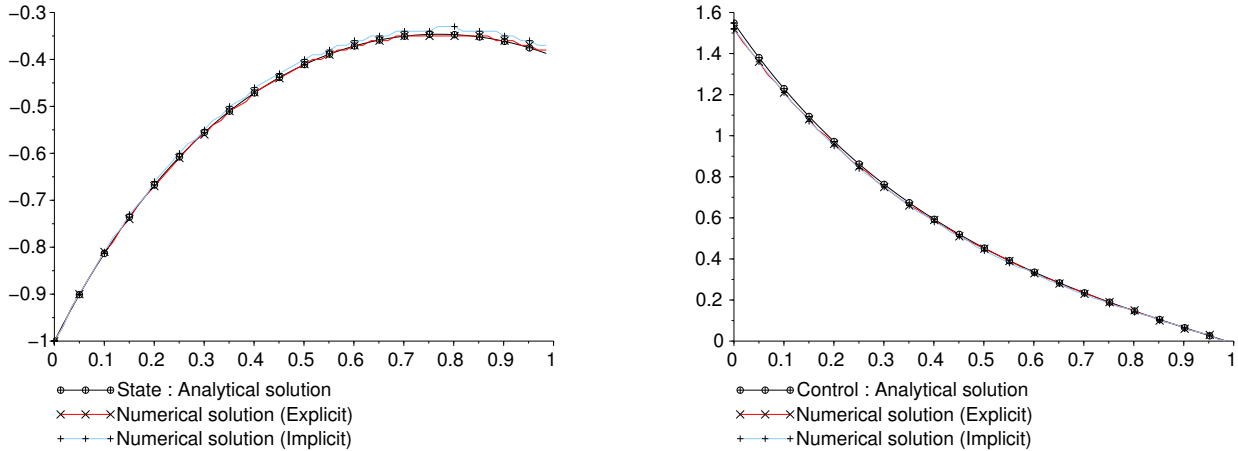 −0.3
−0.4
−0.5
−0.6
−0.7
−0.8
−0.9
−1
0 0.1 0.2 0.3 0.4 0.5 0.6 0.7 0.8 0.9 1
State : Analytical solution
Numerical solution (Explicit)
Numerical solution (Implicit)
1.6
1.4
1.2
1
0.8
0.6
0.4
0.2
0
0 0.1 0.2 0.3 0.4 0.5 0.6 0.7 0.8 0.9 1
Control : Analytical solution
Numerical solution (Explicit)
Numerical solution (Implicit)